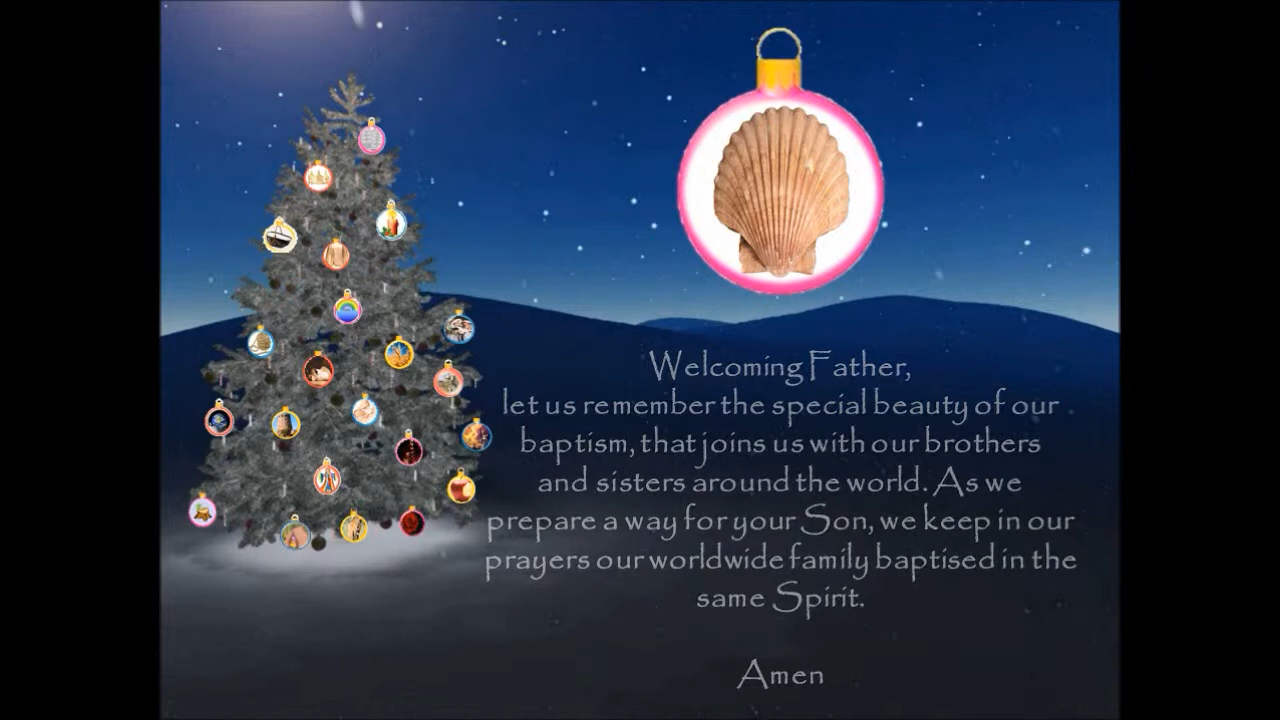 Welcoming Father,
let us remember the special beauty of our
baptism, that joins us with our brothers
and sisters around the world. As we
prepare a way for your Son, we keep in our
prayers our worldwide family baptised in the
same Spirit.
Amen